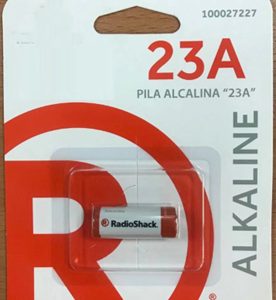 100027227
23A
PILA ALCALINA "23A"
ALKALINE
R RadioShack.
R
®